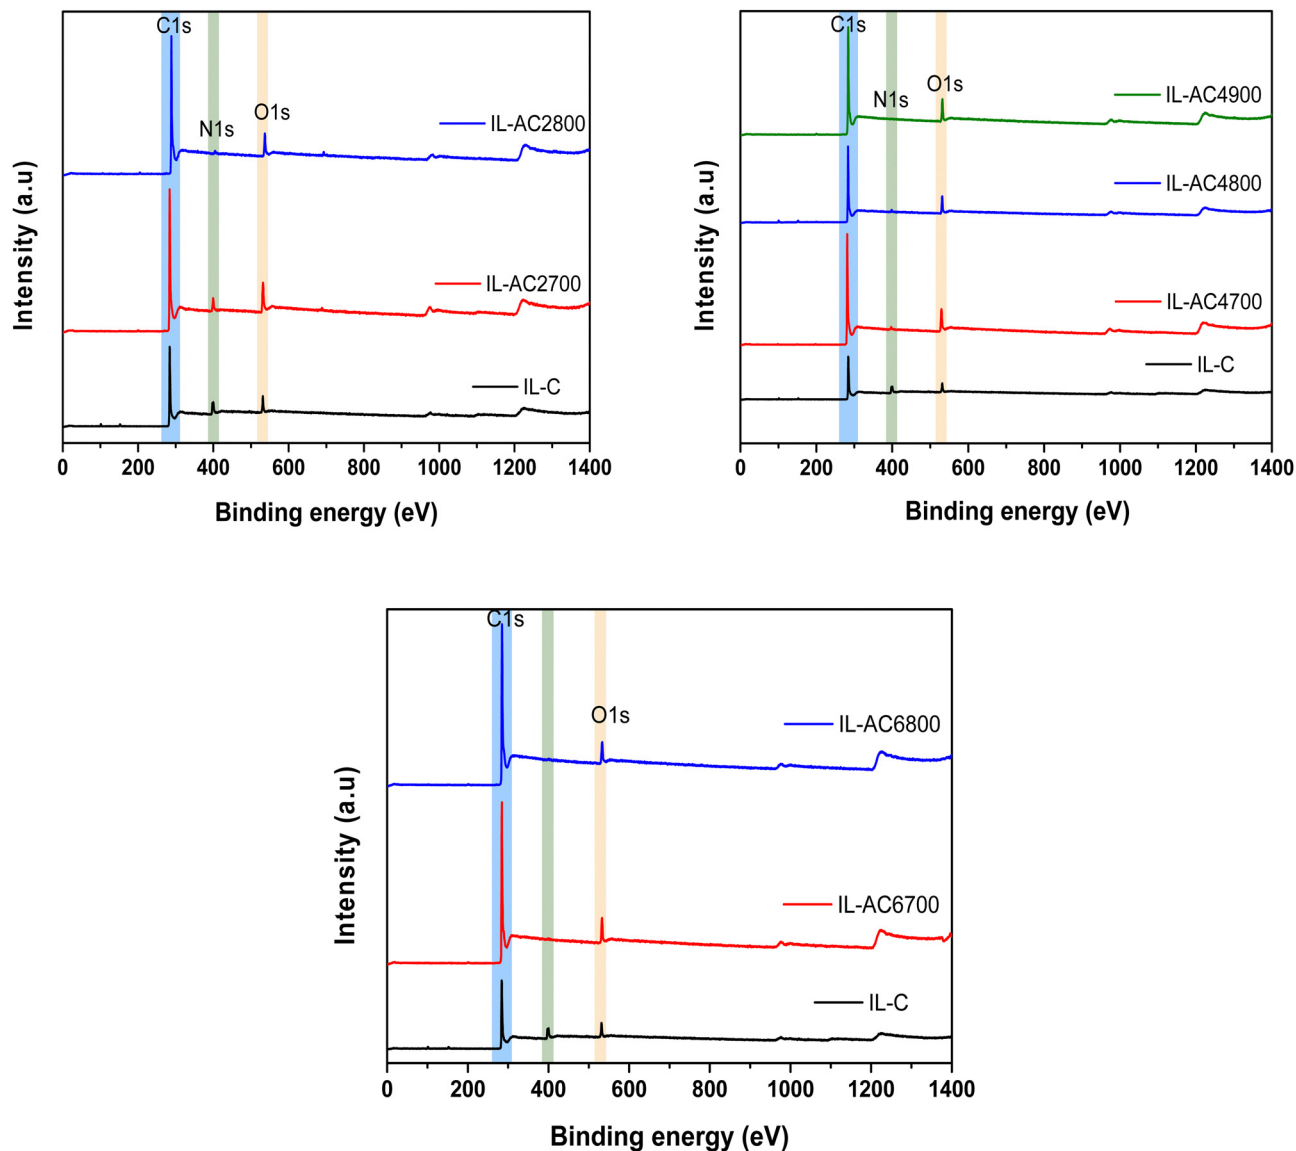 C1s
N1s
O1s
IL-AC2800
IL-AC2700
IL-C
Intensity (a.u)
0 200 400 600 800 1000 1200 1400
Binding energy (eV)
C1s
N1s
O1s
IL-AC4900
IL-AC4800
IL-AC4700
IL-C
Intensity (a.u)
0 200 400 600 800 1000 1200 1400
Binding energy (eV)
C1s
O1s
IL-AC6800
IL-AC6700
IL-C
Intensity (a.u)
0 200 400 600 800 1000 1200 1400
Binding energy (eV)